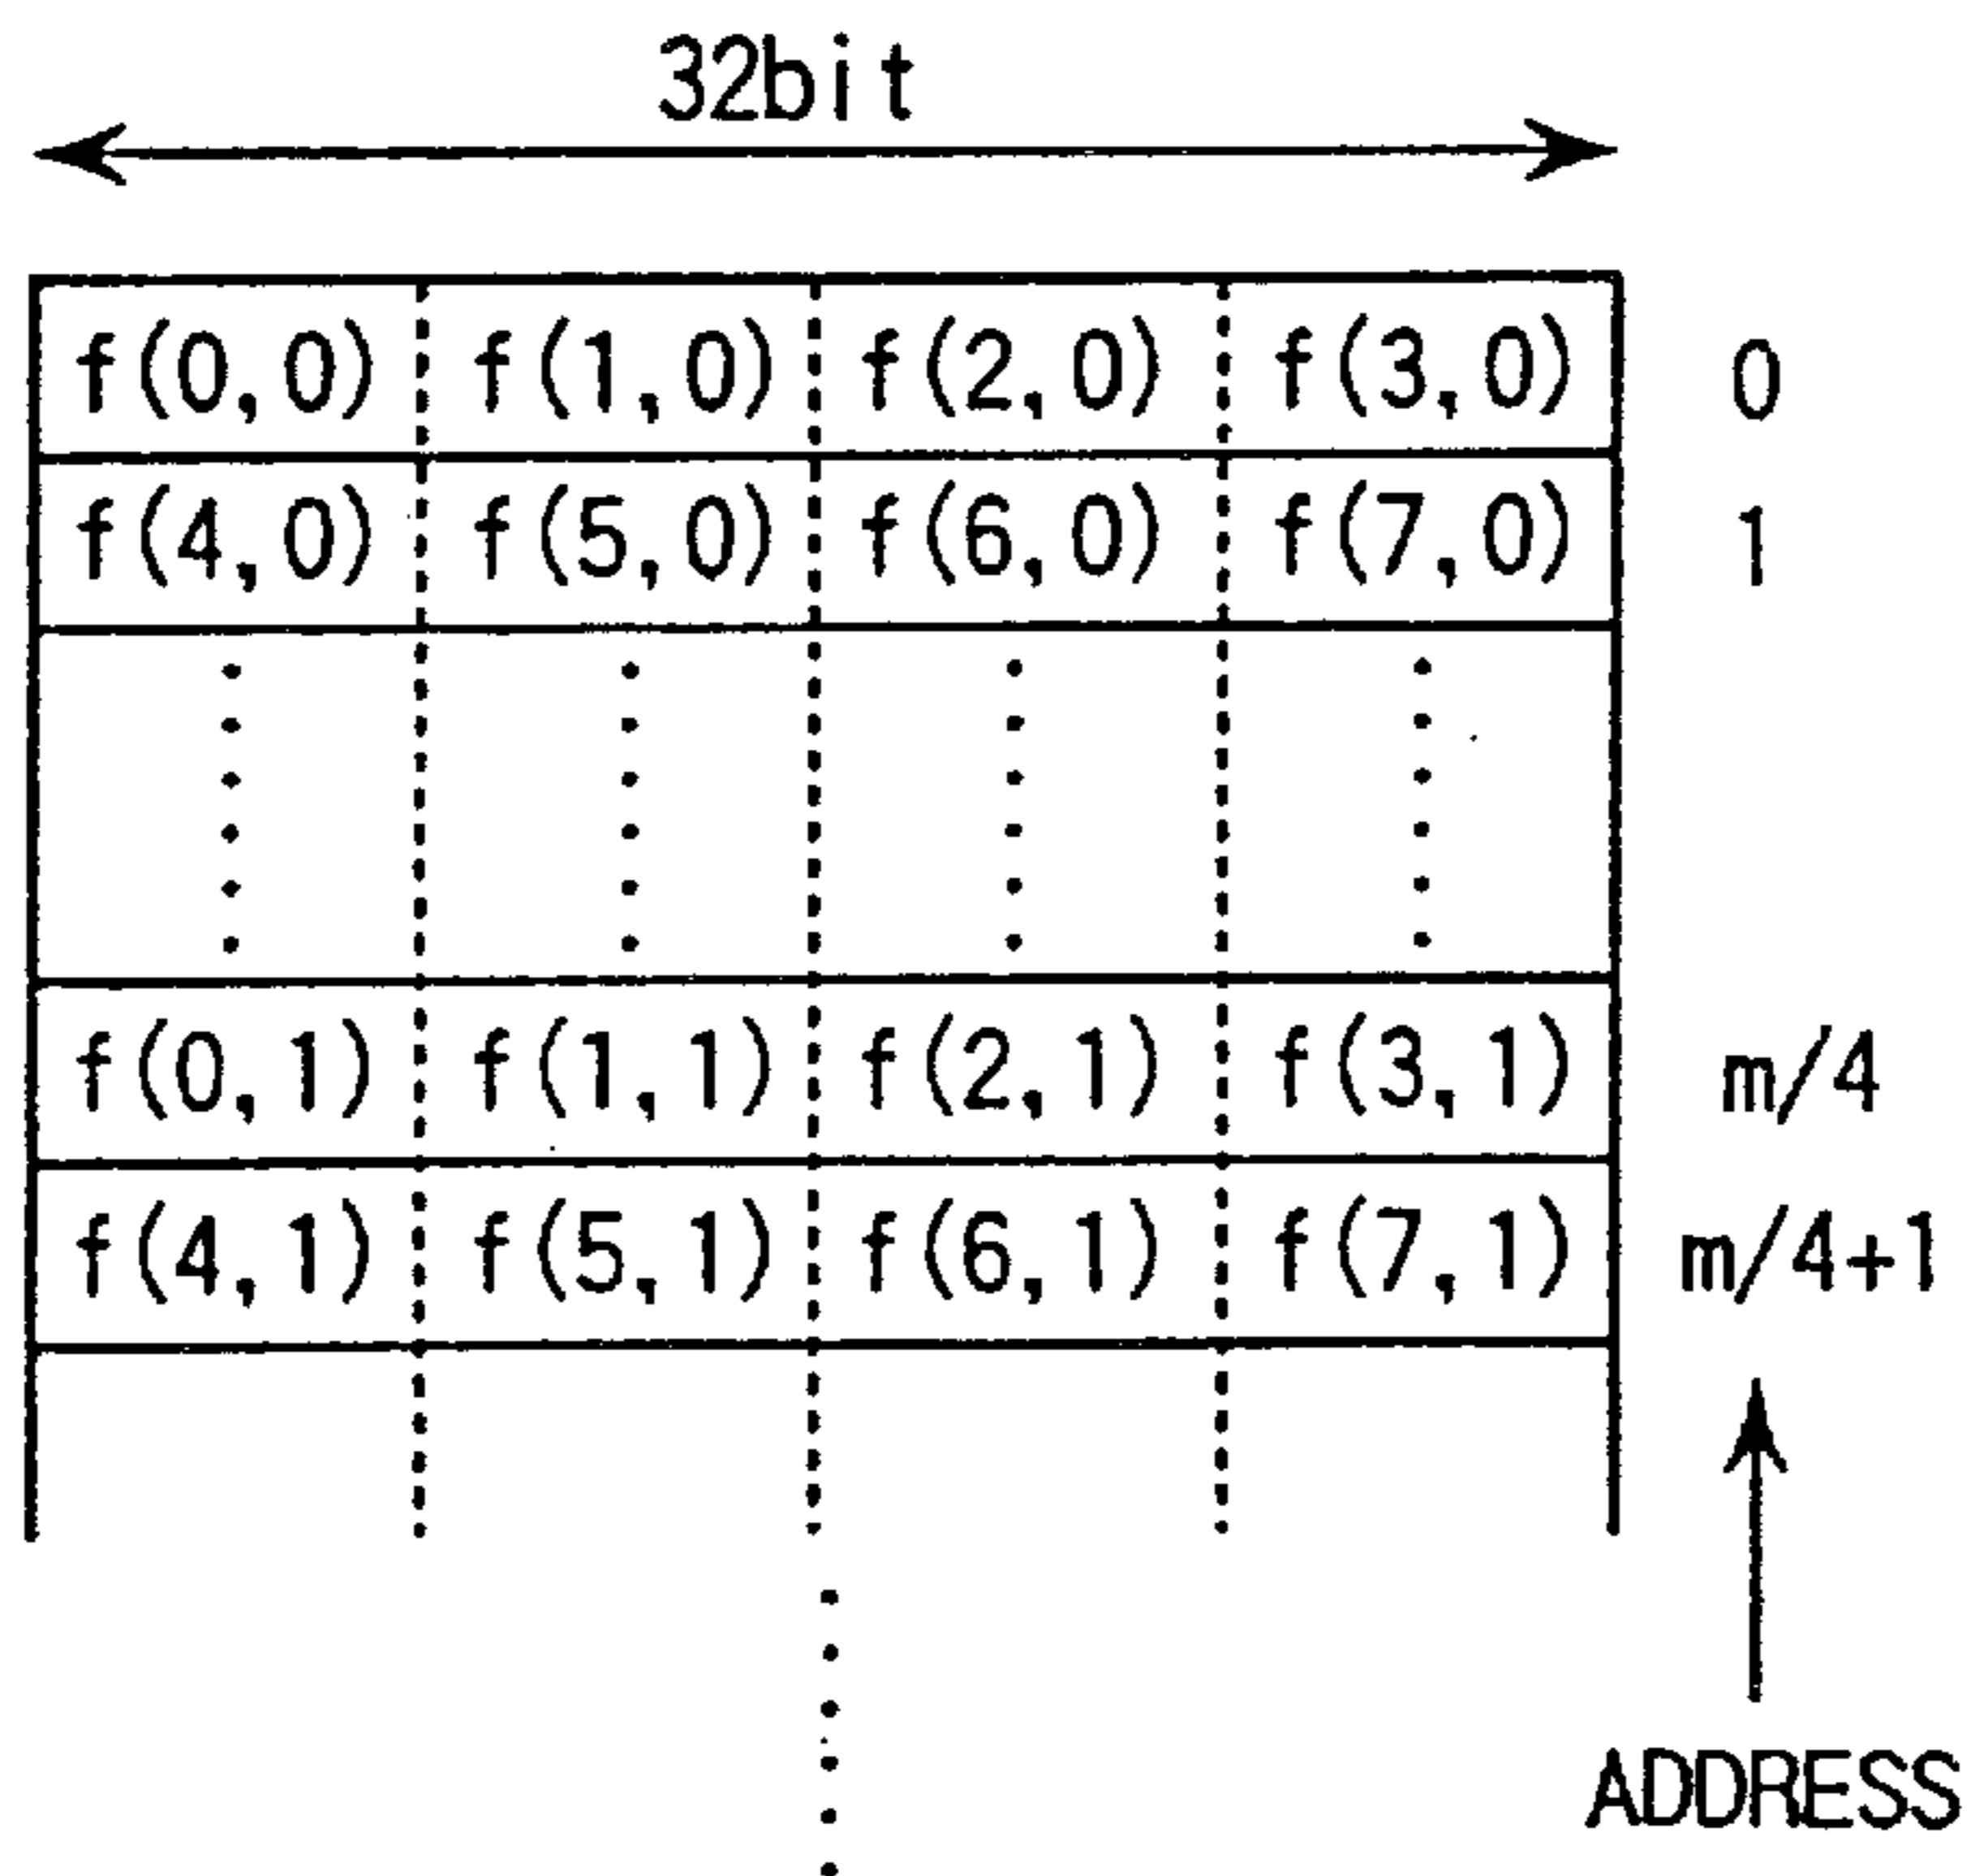 32bit
f(0,0) f(1,0) f(2,0) f(3,0) 0
f(4,0) f(5,0) f(6,0) f(7,0) 1
f(0,1) f(1,1) f(2,1) f(3,1) m/4
f(4,1) f(5,1) f(6,1) f(7,1) m/4+1
ADDRESS